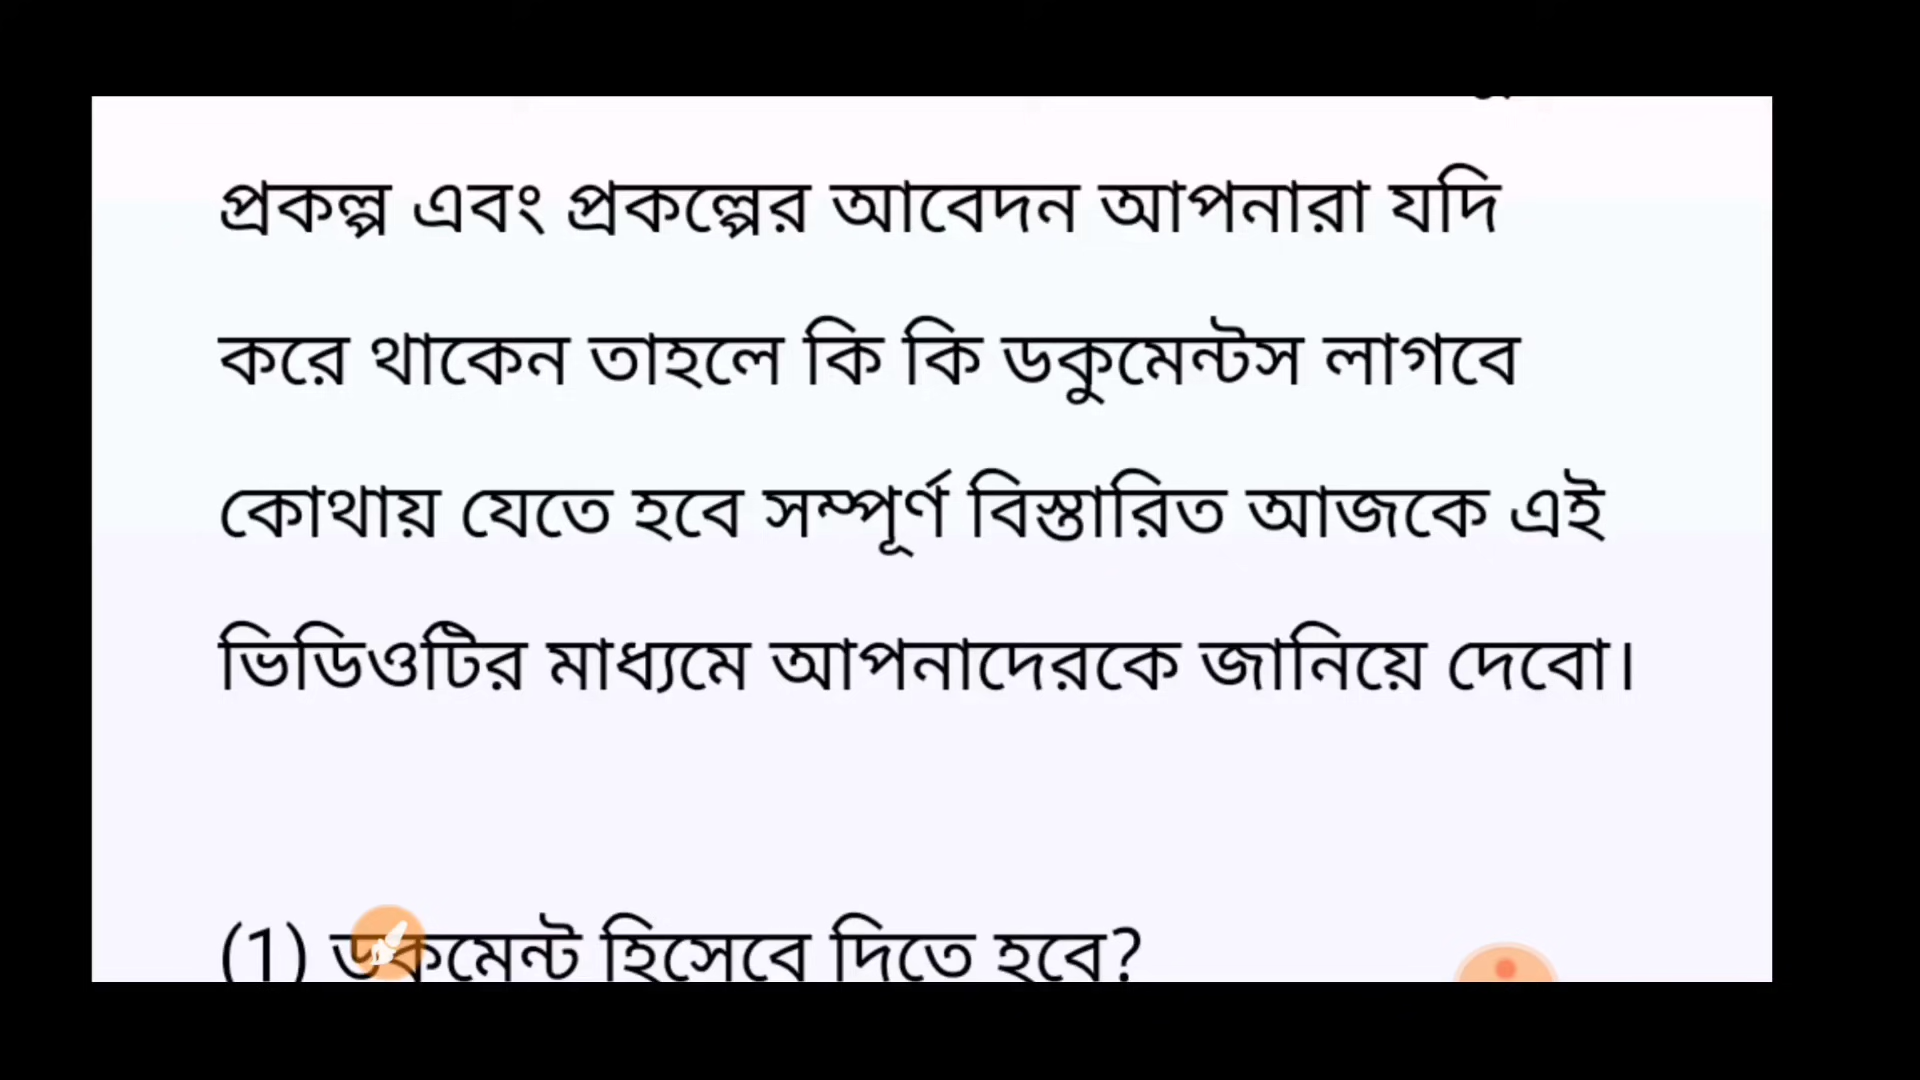 প্রকল্প এবং প্রকল্পের আবেদন আপনারা যদি
করে থাকেন তাহলে কি কি ডকুমেন্টস লাগবে
কোথায় যেতে হবে সম্পূর্ণ বিস্তারিত আজকে এই
ভিডিওটির মাধ্যমে আপনাদেরকে জানিয়ে দেবো।
(1) ডকুমেন্ট হিসেবে দিতে হবে?